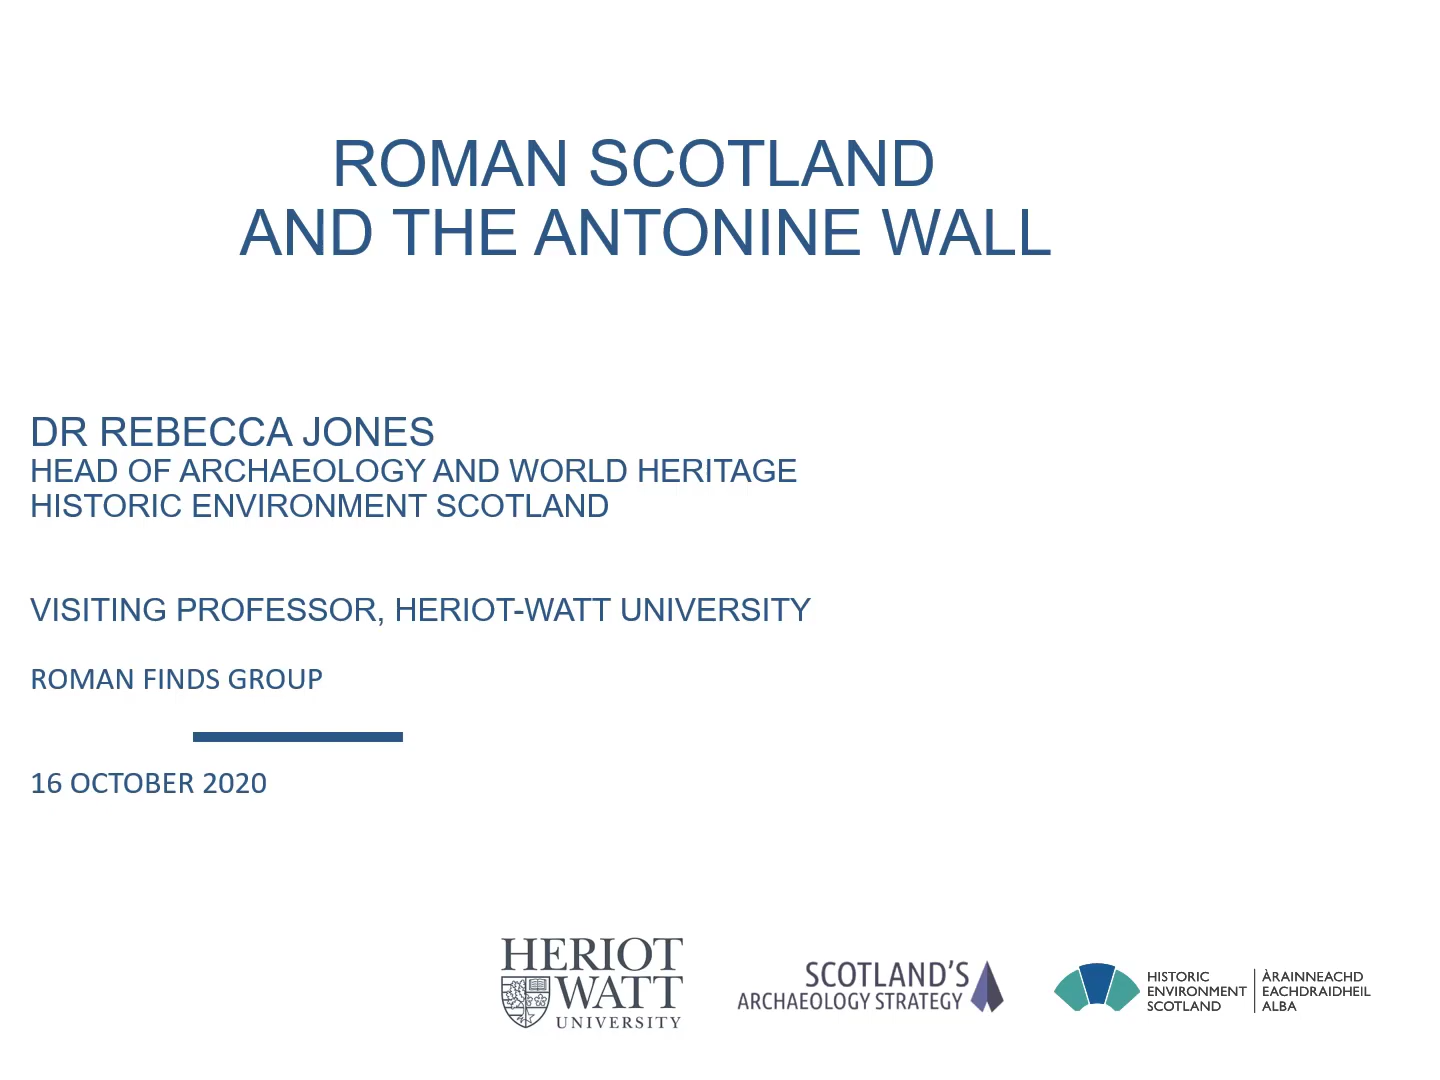 ROMAN SCOTLAND
AND THE ANTONINE WALL
DR REBECCA JONES
HEAD OF ARCHAEOLOGY AND WORLD HERITAGE
HISTORIC ENVIRONMENT SCOTLAND
VISITING PROFESSOR, HERIOT-WATT UNIVERSITY
ROMAN FINDS GROUP
16 OCTOBER 2020
HERIOT
WATT
UNIVERSITY
SCOTLAND'S
ARCHAEOLOGY STRATEGY
HISTORIC
ENVIRONMENT
SCOTLAND
ÀRAINNEACHD
EACHDRAIDHEIL
ALBA